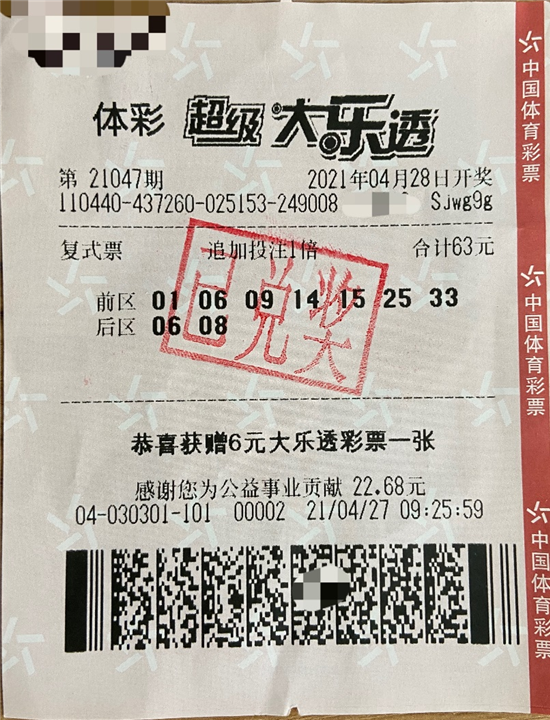 体彩 超级大乐透
第 21047期 2021年04月28日开奖
110440-437260-025153-249008 Sjwg9g
复式票 追加投注1倍 合计63元
前区 01 06 09 14 15 25 33
后区 06 08
已兑奖
恭喜获赠6元大乐透彩票一张
感谢您为公益事业贡献 22.68元
04-030301-101 00002 21/04/27 09:25:59
中国体育彩票
中国体育彩票
中国体育彩票